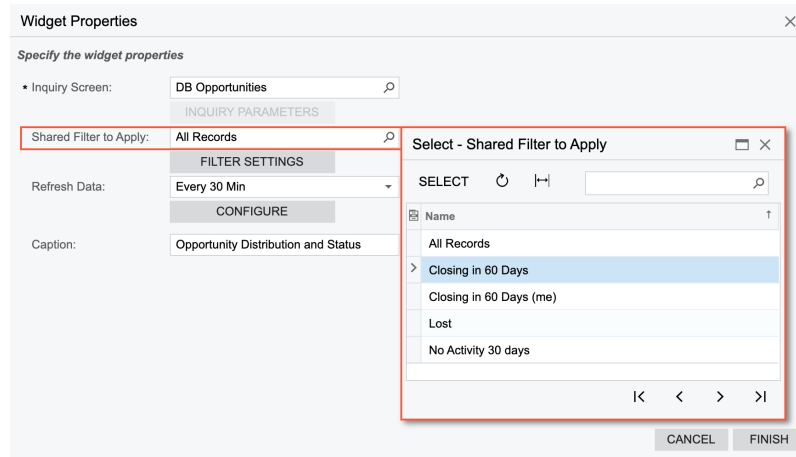 Widget Properties
Specify the widget properties
* Inquiry Screen:
DB Opportunities
INQUIRY PARAMETERS
Shared Filter to Apply:
All Records
FILTER SETTINGS
Refresh Data:
Every 30 Min
CONFIGURE
Caption:
Opportunity Distribution and Status
Select - Shared Filter to Apply
SELECT
Name
All Records
Closing in 60 Days
Closing in 60 Days (me)
Lost
No Activity 30 days
CANCEL
FINISH